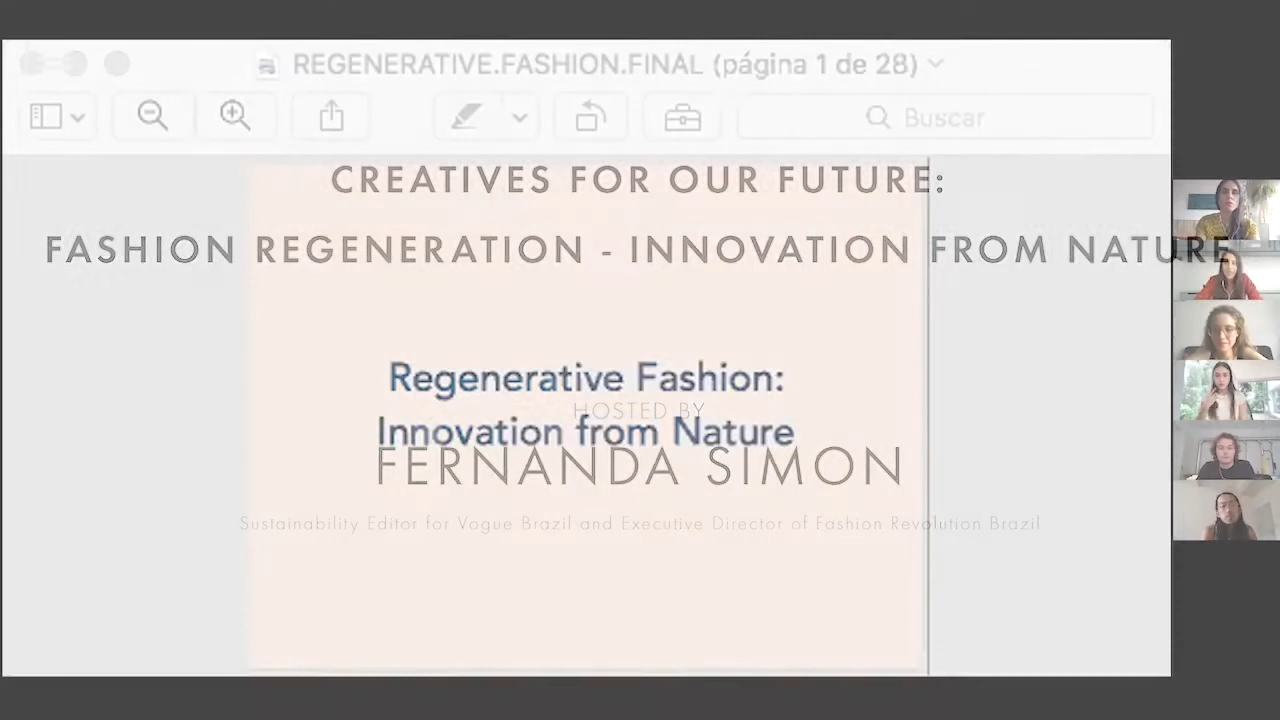 REGENERATIVE.FASHION.FINAL (página 1 de 28)
Buscar
CREATIVES FOR OUR FUTURE:
FASHION REGENERATION - INNOVATION FROM NATURE
Regenerative Fashion:
HOSTED BY
Innovation from Nature
FERNANDA SIMON
Sustainability Editor for Vogue Brazil and Executive Director of Fashion Revolution Brazil